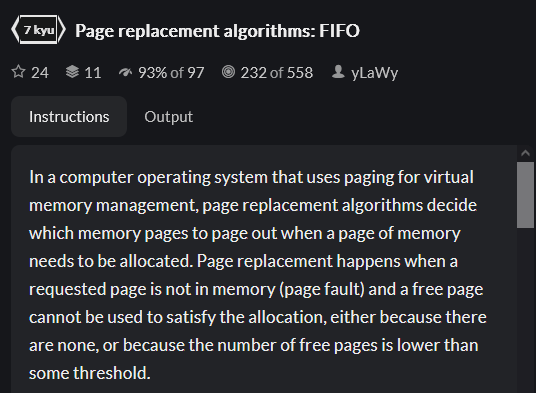 7 kyu Page replacement algorithms: FIFO
24 11 93% of 97 232 of 558 yLaWy
Instructions Output
In a computer operating system that uses paging for virtual
memory management, page replacement algorithms decide
which memory pages to page out when a page of memory
needs to be allocated. Page replacement happens when a
requested page is not in memory (page fault) and a free page
cannot be used to satisfy the allocation, either because there
are none, or because the number of free pages is lower than
some threshold.